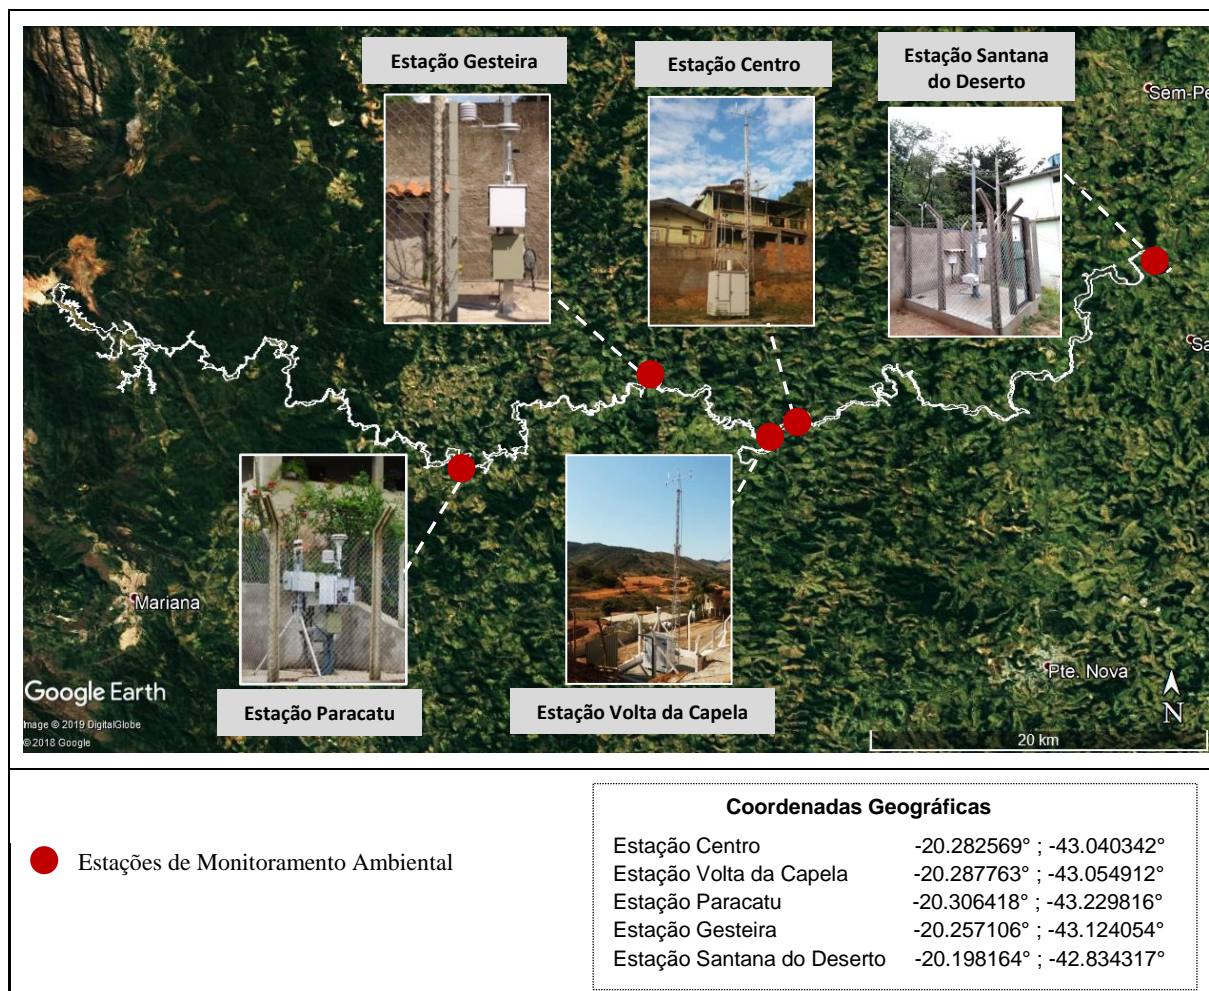 Estação Gesteira
Estação Centro
Estação Santana
do Deserto
Sem-Pe
Sa
Mariana
Pte. Nova
Google Earth
Image © 2019 DigitalGlobe
© 2018 Google
Estação Paracatu
Estação Volta da Capela
N
20 km
Estações de Monitoramento Ambiental
Coordenadas Geográficas
Estação Centro -20.282569° ; -43.040342°
Estação Volta da Capela -20.287763° ; -43.054912°
Estação Paracatu -20.306418° ; -43.229816°
Estação Gesteira -20.257106° ; -43.124054°
Estação Santana do Deserto -20.198164° ; -42.834317°